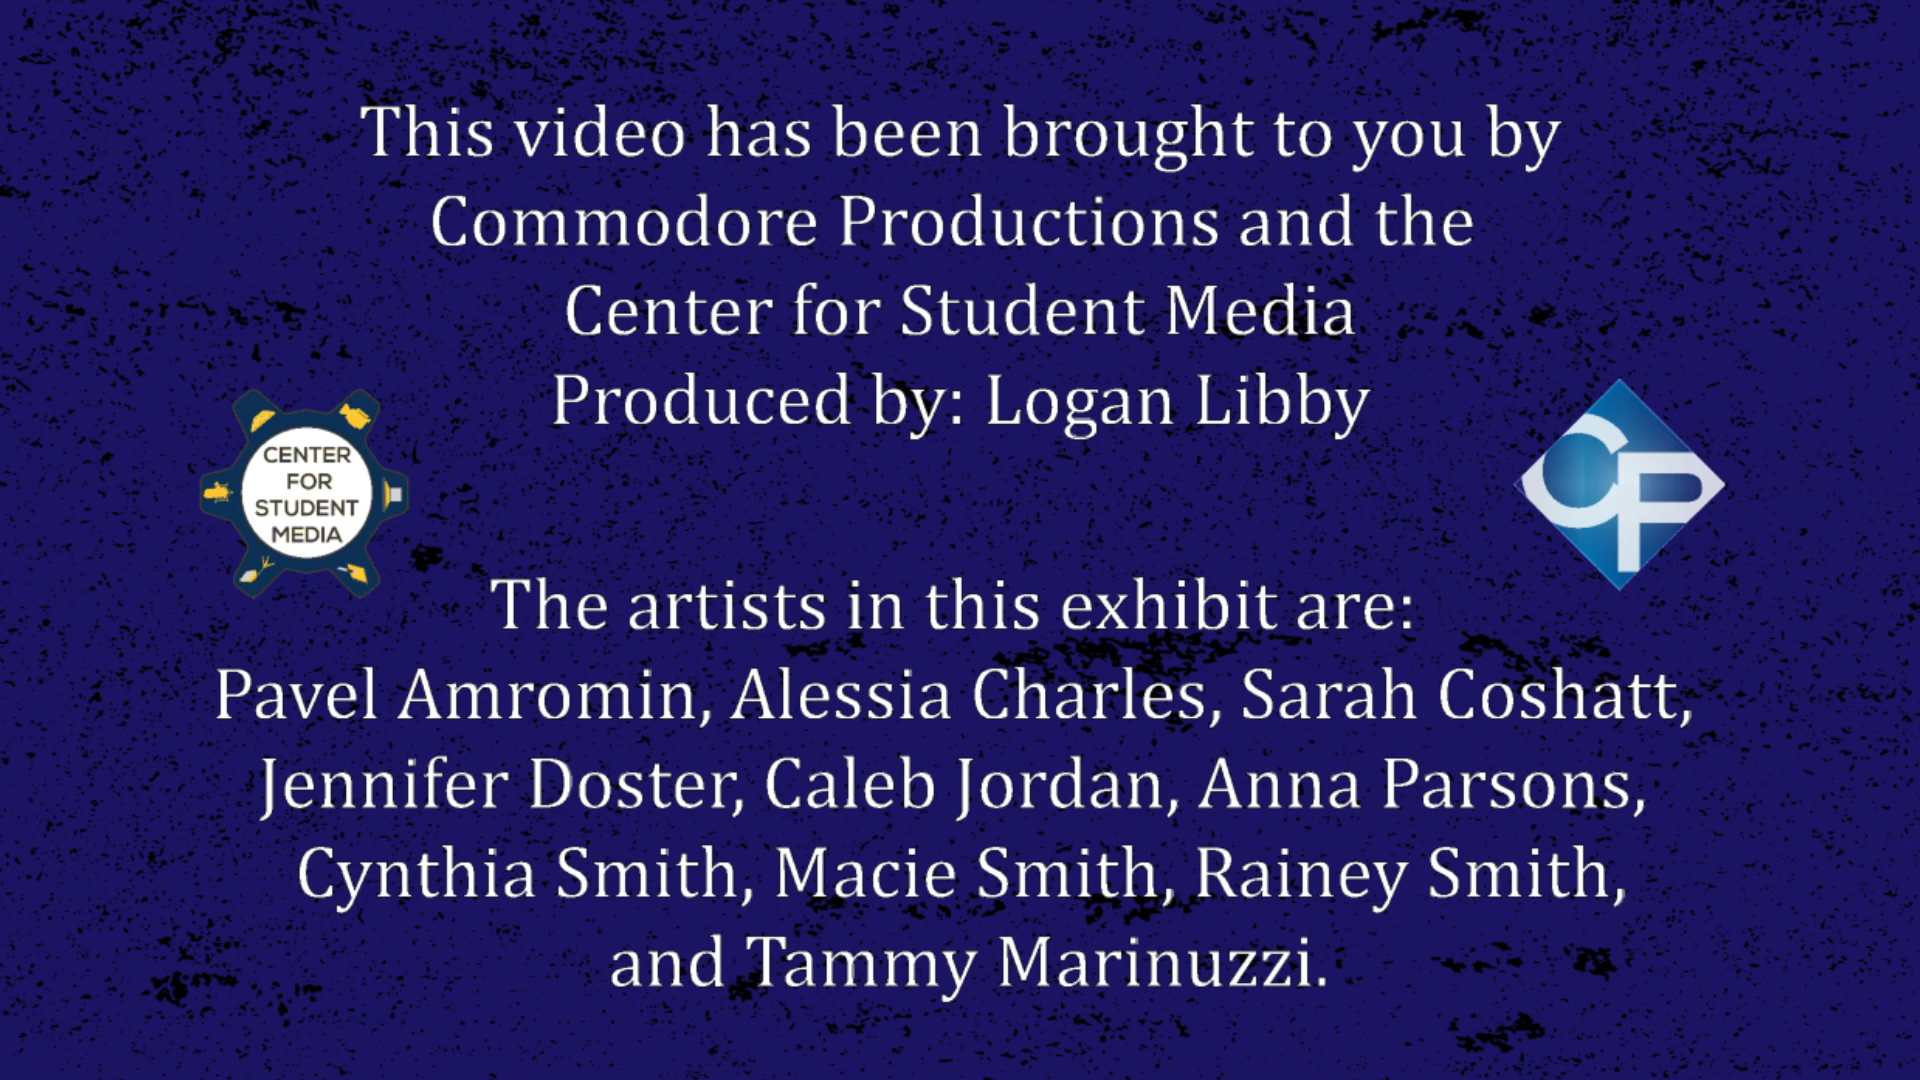 This video has been brought to you by
Commodore Productions and the
Center for Student Media
Produced by: Logan Libby
CENTER
FOR
STUDENT
MEDIA
CP
The artists in this exhibit are:
Pavel Amromin, Alessia Charles, Sarah Coshatt,
Jennifer Doster, Caleb Jordan, Anna Parsons,
Cynthia Smith, Macie Smith, Rainey Smith,
and Tammy Marinuzzi.